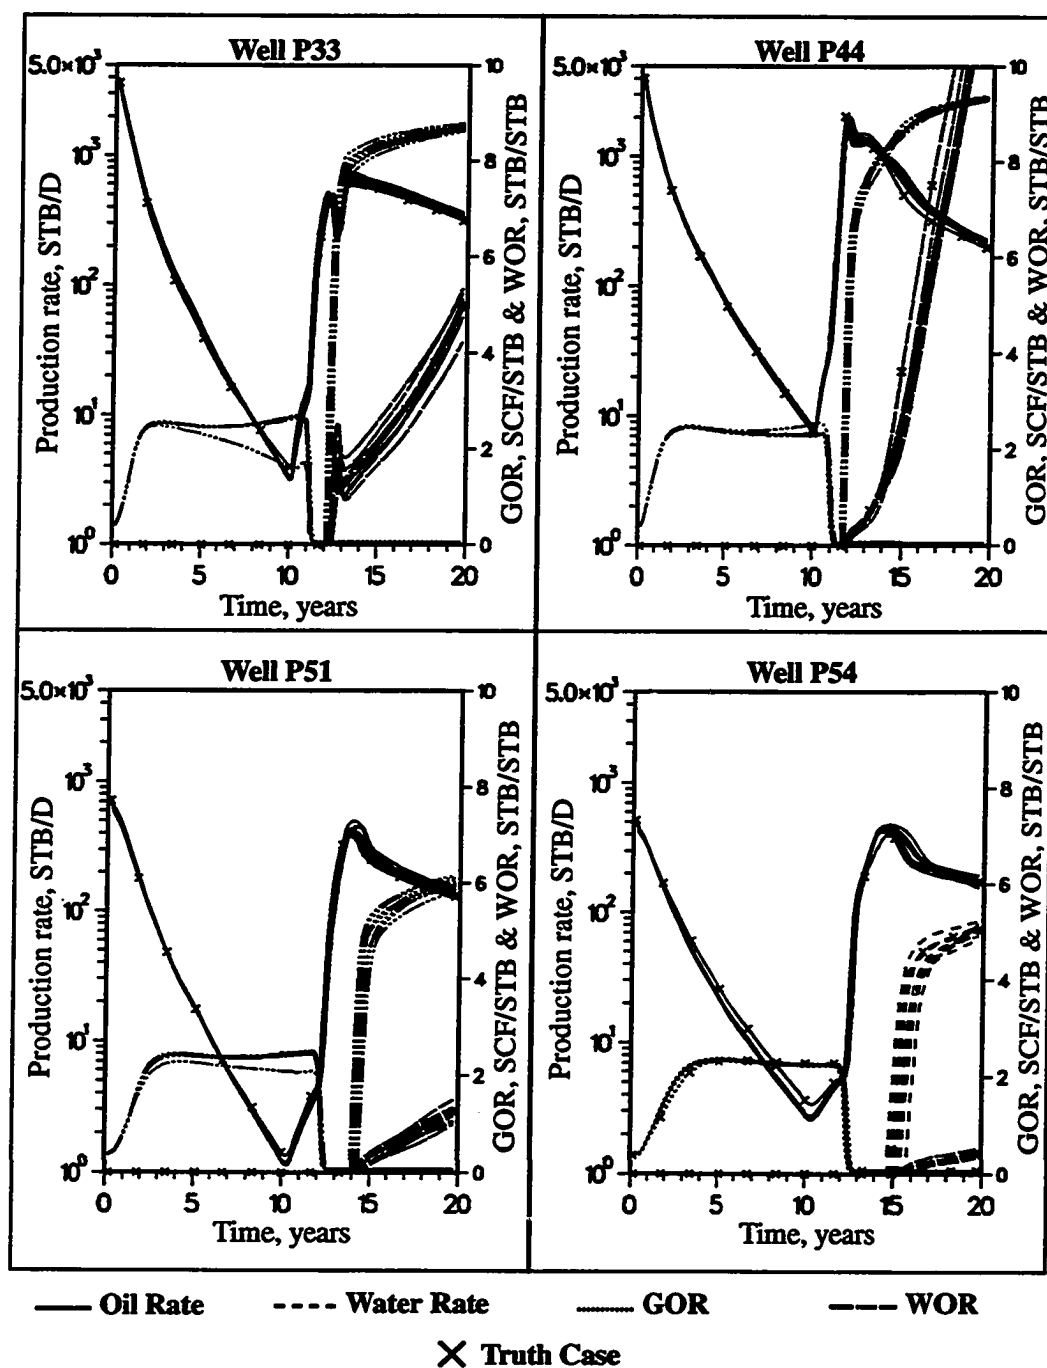 Well P33
Well P44
5.0×10³
10³
10²
10¹
10⁰
Production rate, STB/D
10
8
6
4
2
0
GOR, SCF/STB & WOR, STB/STB
0 5 10 15 20
Time, years
5.0×10³
10³
10²
10¹
10⁰
Production rate, STB/D
10
8
6
4
2
0
GOR, SCF/STB & WOR, STB/STB
0 5 10 15 20
Time, years
Well P51
Well P54
5.0×10³
10³
10²
10¹
10⁰
Production rate, STB/D
10
8
6
4
2
0
GOR, SCF/STB & WOR, STB/STB
0 5 10 15 20
Time, years
5.0×10³
10³
10²
10¹
10⁰
Production rate, STB/D
10
8
6
4
2
0
GOR, SCF/STB & WOR, STB/STB
0 5 10 15 20
Time, years
Oil Rate Water Rate GOR WOR
Truth Case